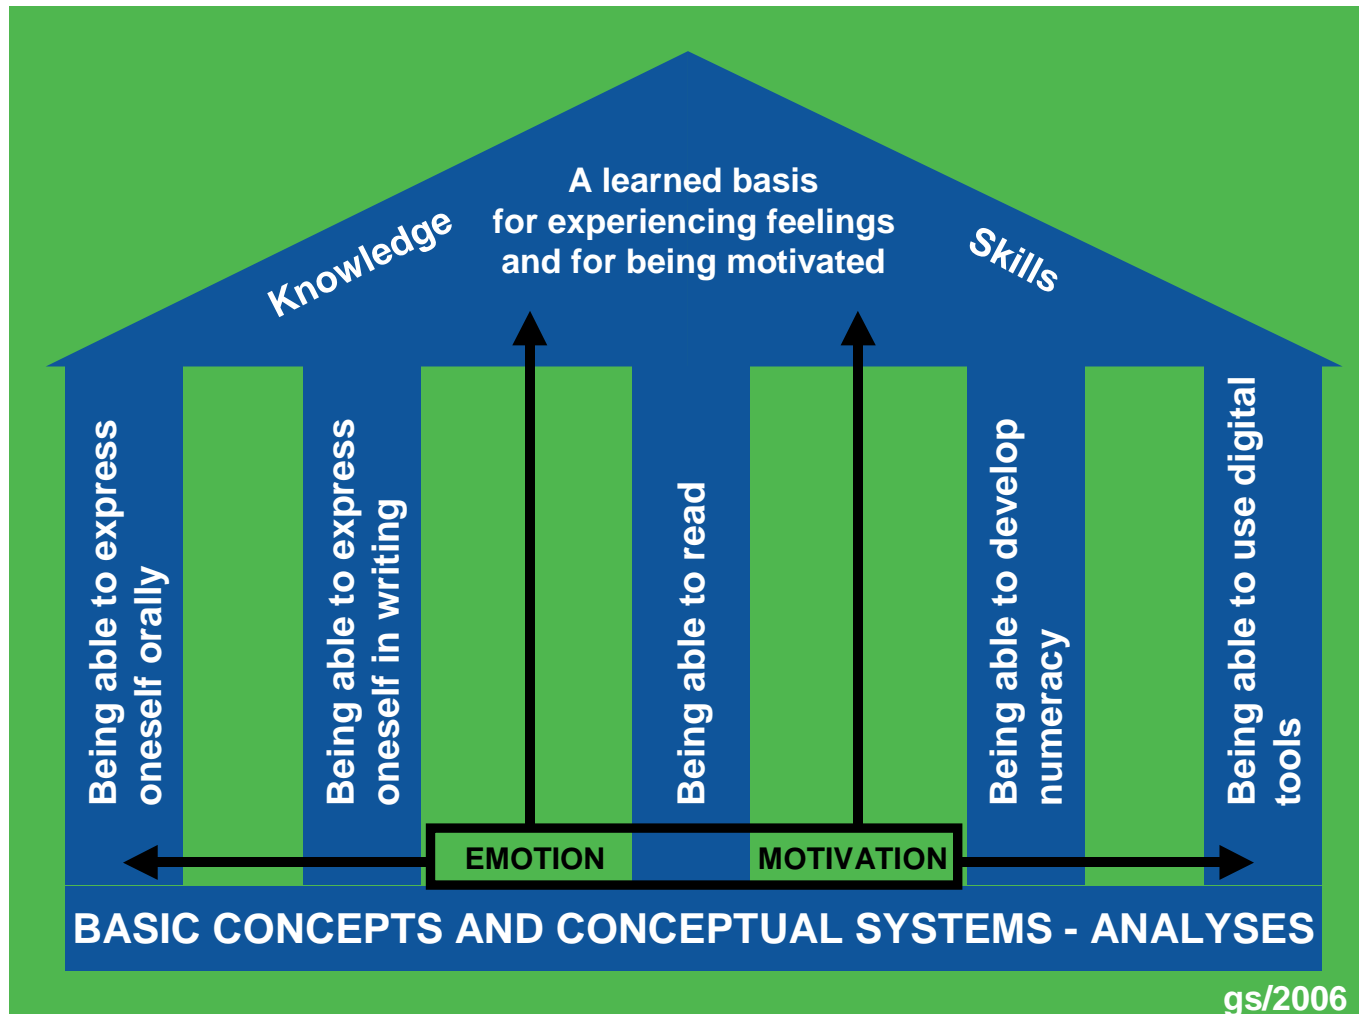 A learned basis
for experiencing feelings
and for being motivated
Knowledge
Skills
Being able to express
oneself orally
Being able to express
oneself in writing
Being able to read
Being able to develop
numeracy
Being able to use digital
tools
EMOTION
MOTIVATION
BASIC CONCEPTS AND CONCEPTUAL SYSTEMS - ANALYSES
gs/2006